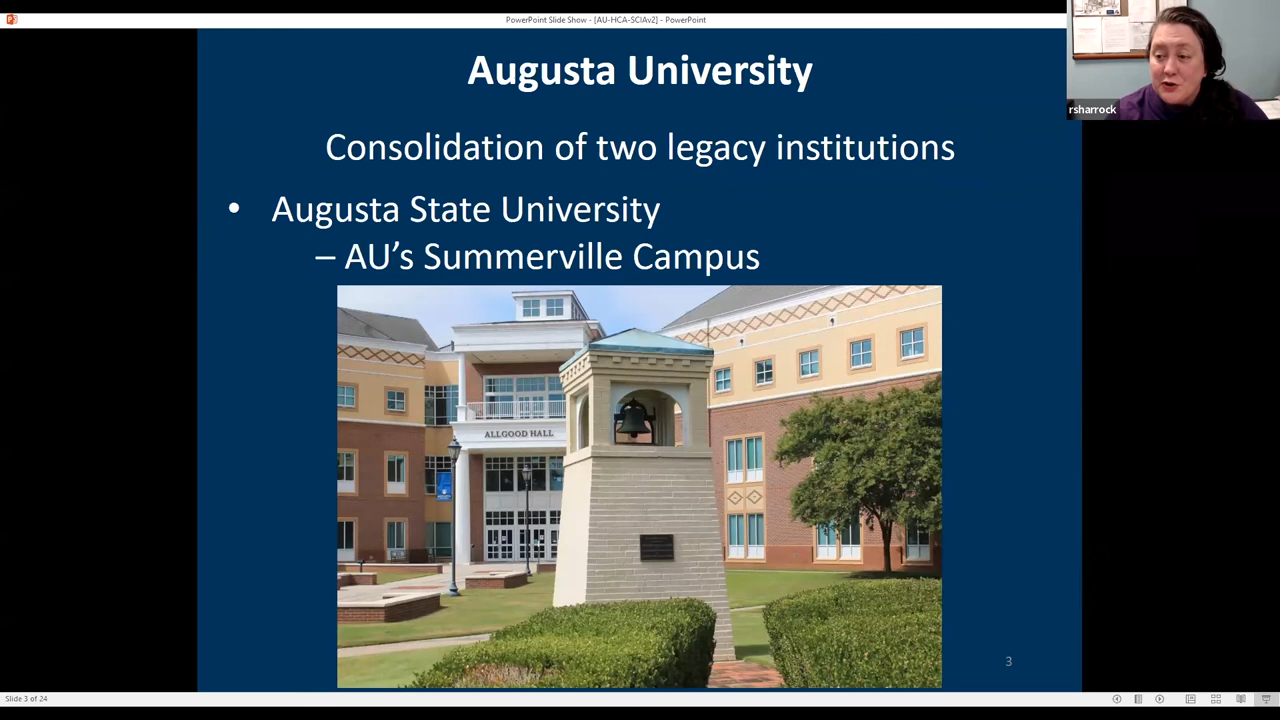 PowerPoint Slide Show - [AU-HCA-SCIAv2] - PowerPoint
rsharrock
Augusta University
Consolidation of two legacy institutions
• Augusta State University
– AU’s Summerville Campus
ALLGOOD HALL
3
Slide 3 of 24